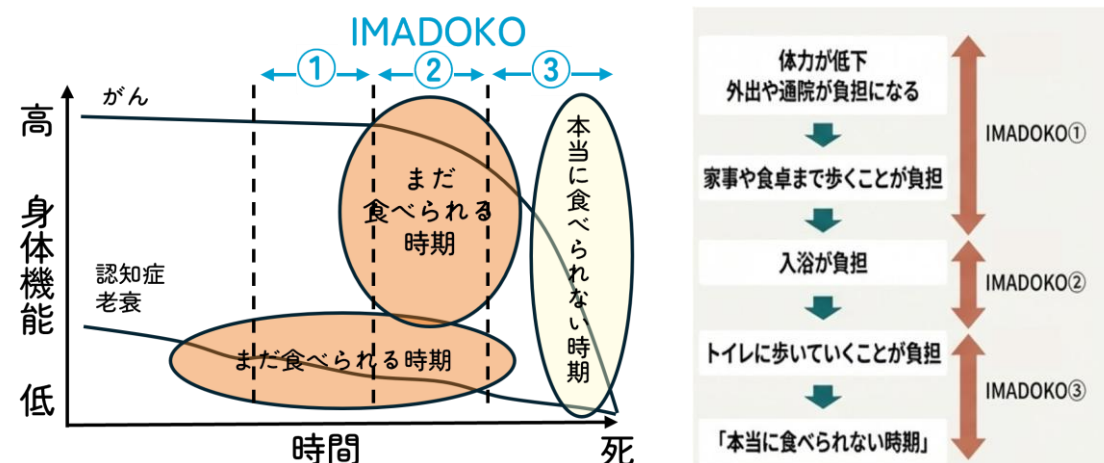 IMADOKO
① ② ③
がん
高
身体機能
低
認知症
老衰
まだ
食べられる
時期
まだ食べられる時期
本当に食べられない時期
時間
死
体力が低下
外出や通院が負担になる
家事や食卓まで歩くことが負担
入浴が負担
トイレに歩いていくことが負担
「本当に食べられない時期」
IMADOKO①
IMADOKO②
IMADOKO③